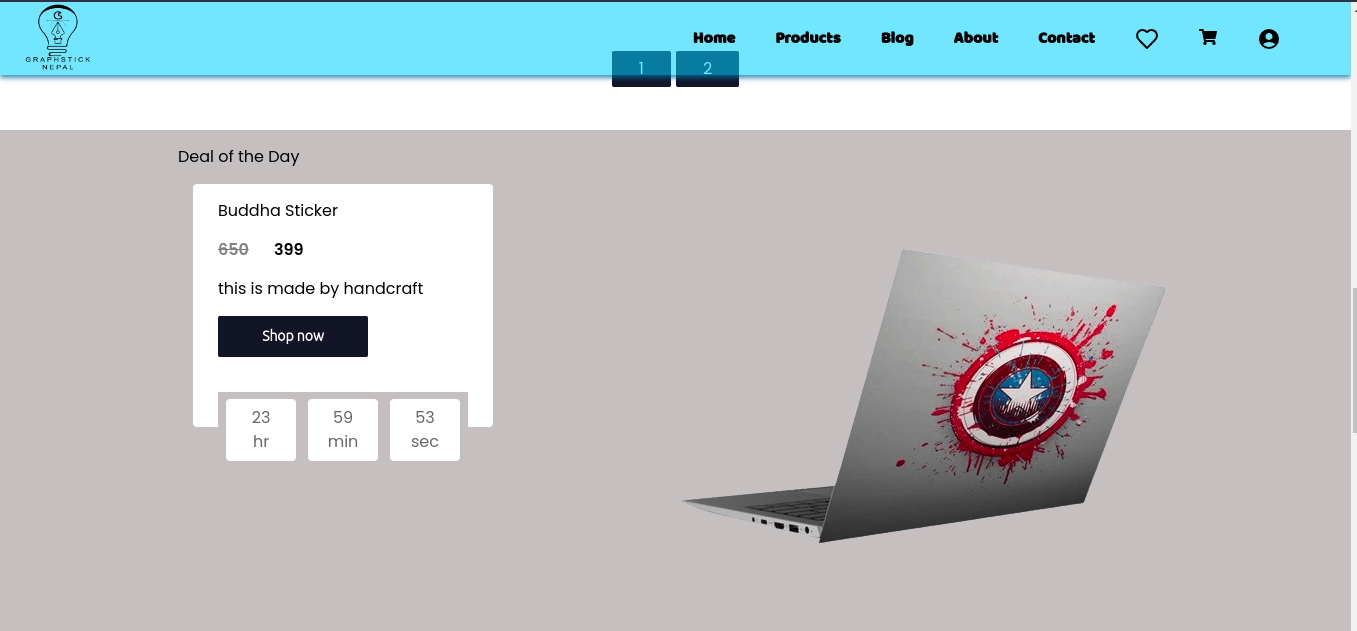 GRAPHSTICK
NEPAL
Home Products Blog About Contact
1 2
Deal of the Day
Buddha Sticker
650 399
this is made by handcraft
Shop now
23 59 53
hr min sec